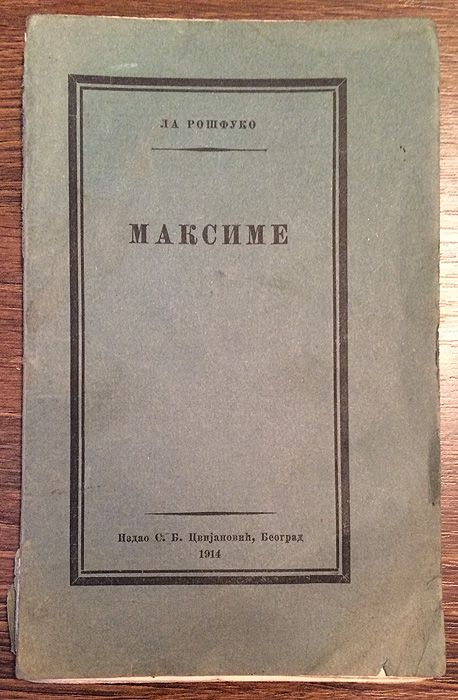 ЛА РОШФУКО
МАКСИМЕ
Издао С. Б. Цвијановић, Београд
1914